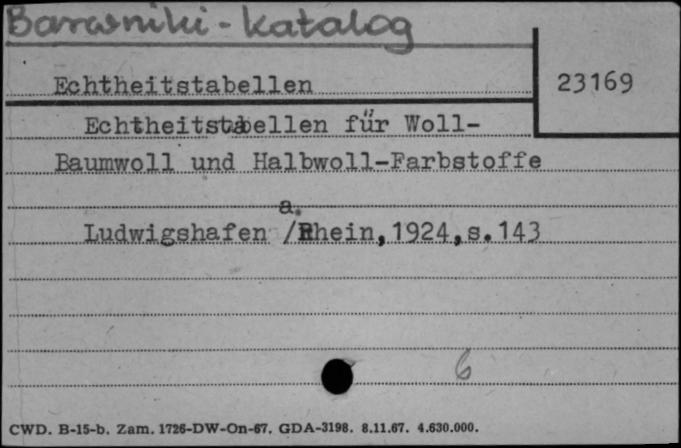 Barwniki - katalog
Echtheitstabellen
23169
Echtheitstabellen für Woll-
Baumwoll und Halbwoll-Farbstoffe
Ludwigshafen a./Rhein, 1924, s. 143
6
CWD. B-15-b. Zam. 1726-DW-On-67. GDA-3198. 8.11.67. 4.630.000.